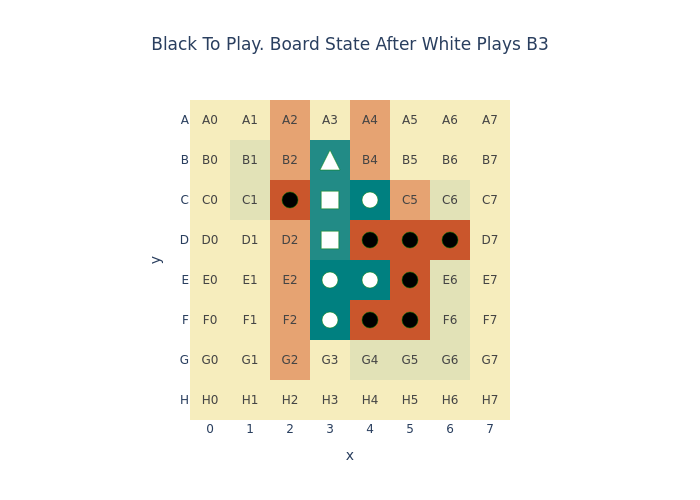 Black To Play. Board State After White Plays B3
A A0 A1 A2 A3 A4 A5 A6 A7
B B0 B1 B2 B4 B5 B6 B7
C C0 C1 C5 C6 C7
D D0 D1 D2 D7
E E0 E1 E2 E6 E7
F F0 F1 F2 F6 F7
G G0 G1 G2 G3 G4 G5 G6 G7
H H0 H1 H2 H3 H4 H5 H6 H7
0 1 2 3 4 5 6 7
x
y